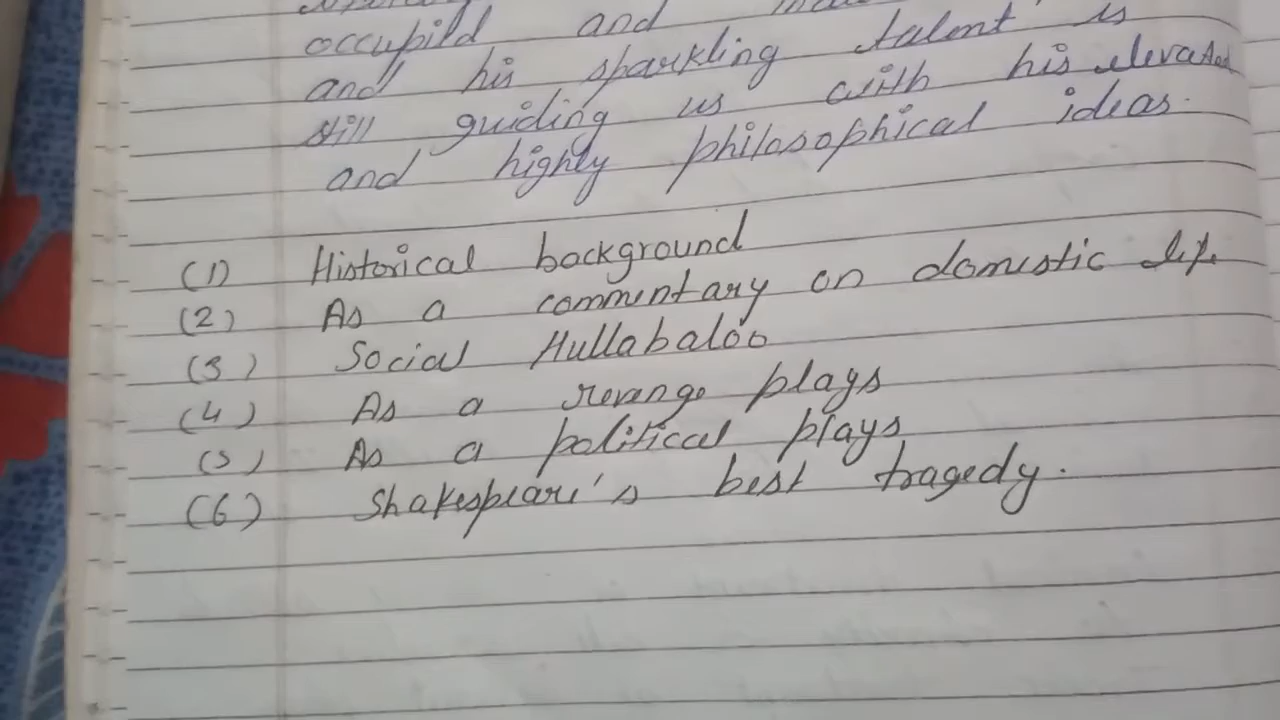 occupild and
and his sparkling talent is
still guiding us with his elevated
and highly philosophical ideas.
(1) Historical background
(2) As a commentary on domestic life
(3) Social Hullabaloo
(4) As a revenge plays
(5) As a political plays
(6) Shakespeare's best tragedy.